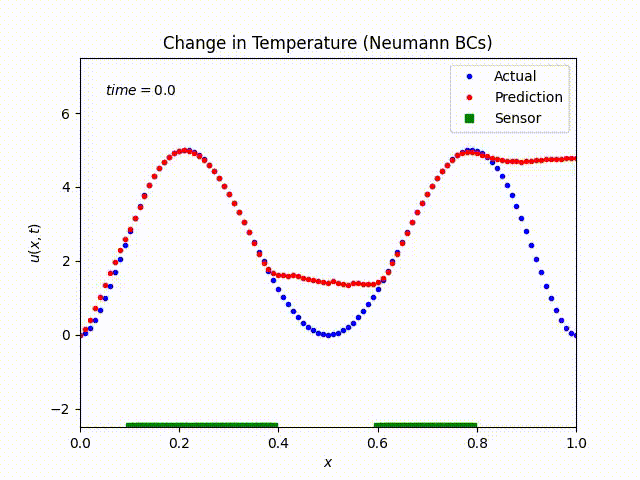 Change in Temperature (Neumann BCs)
time = 0.0
Actual
Prediction
Sensor
u(x, t)
6
4
2
0
−2
0.0 0.2 0.4 0.6 0.8 1.0
x